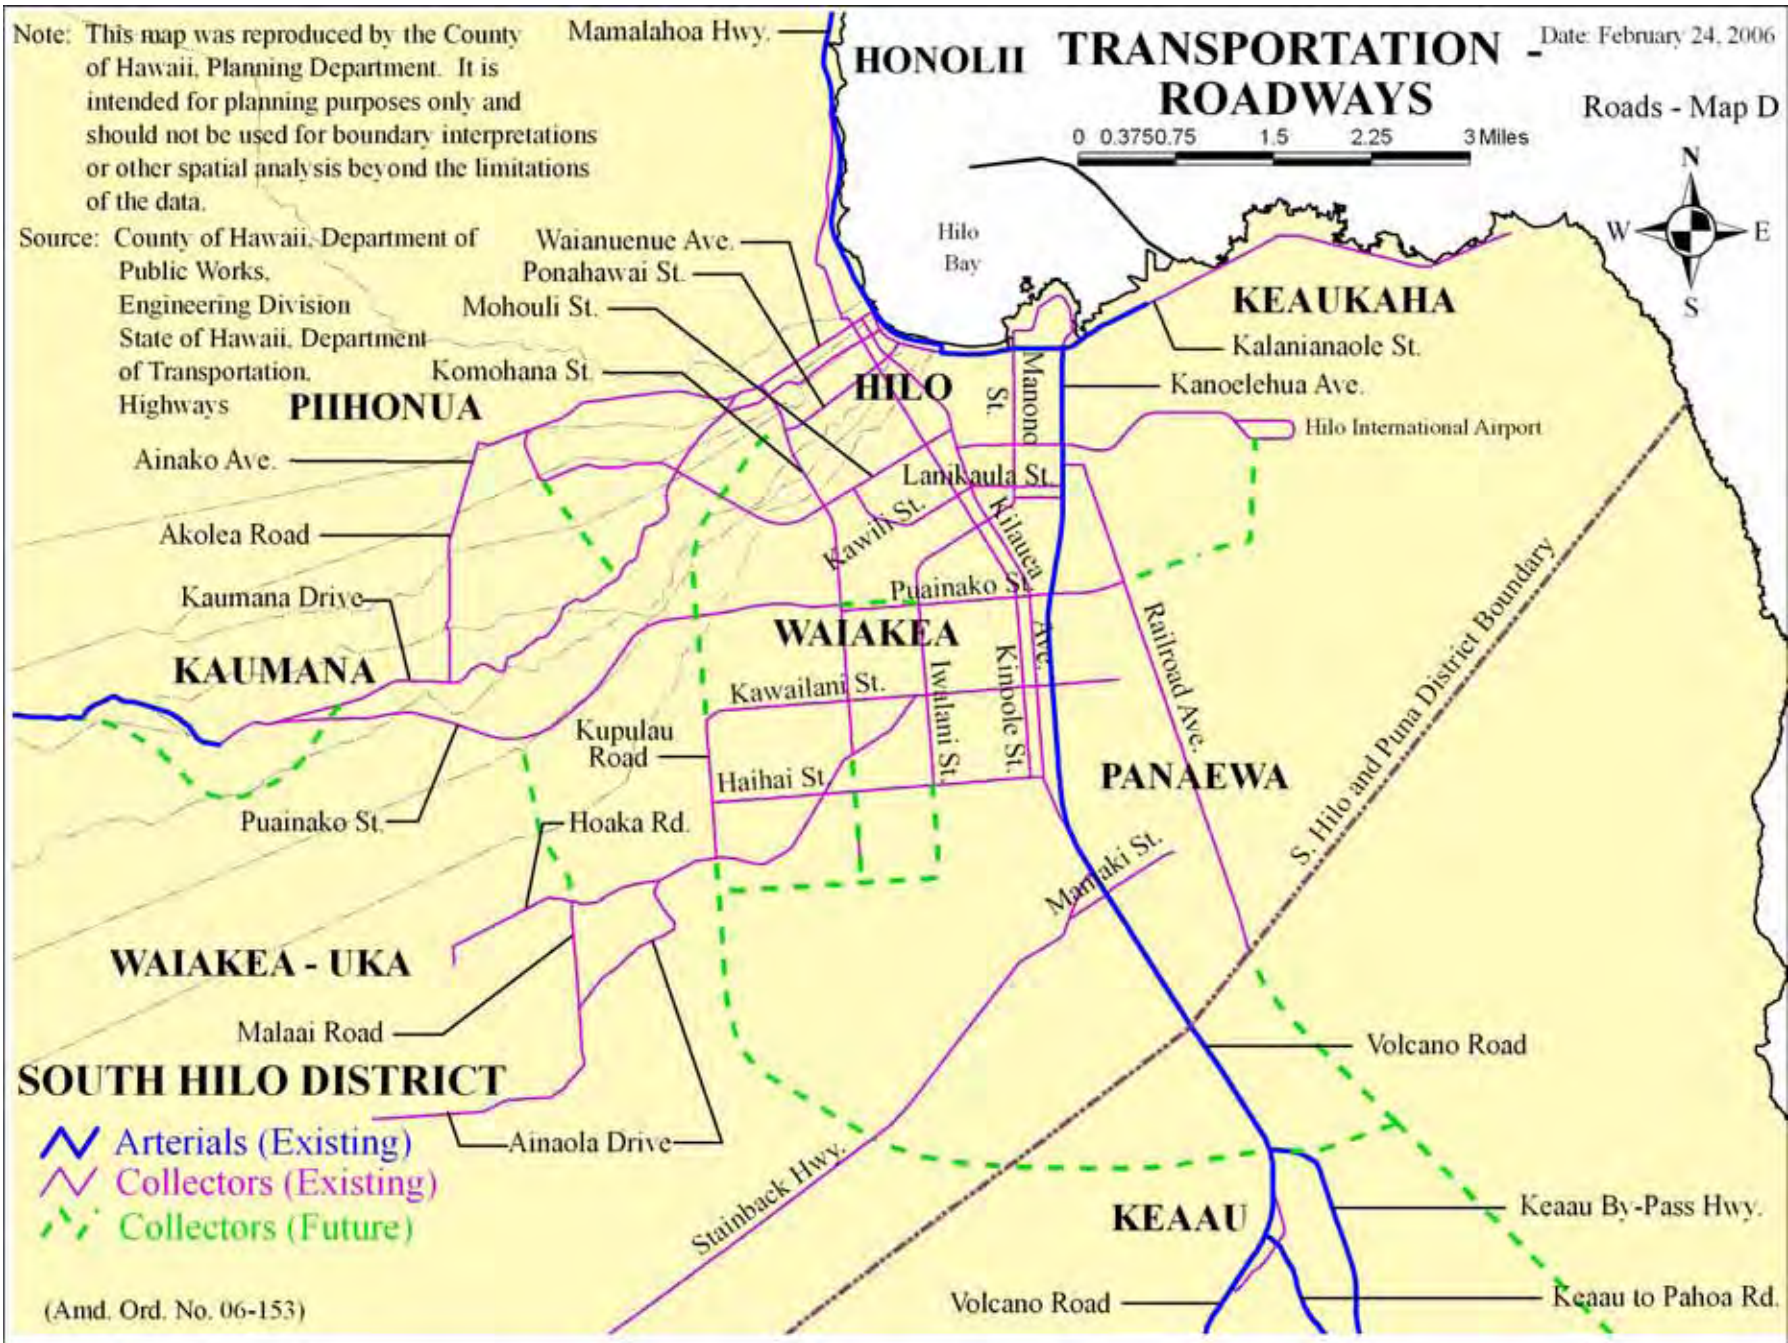 Note: This map was reproduced by the County
of Hawaii, Planning Department. It is
intended for planning purposes only and
should not be used for boundary interpretations
or other spatial analysis beyond the limitations
of the data.
Source: County of Hawaii, Department of
Public Works,
Engineering Division
State of Hawaii, Department
of Transportation,
Highways
TRANSPORTATION -
ROADWAYS
Date: February 24, 2006
Roads - Map D
0 0.375 0.75 1.5 2.25 3 Miles
N
W E
S
Mamalahoa Hwy.
HONOLII
Hilo
Bay
Waianuenue Ave.
Ponahawai St.
Mohouli St.
Komohana St.
PIIHONUA
HILO
KEAUKAHA
Kalanianaole St.
Manono
St.
Kanoelehua Ave.
Hilo International Airport
Ainako Ave.
Lanikaula St.
Akolea Road
Kawili St.
Kilauea
Ave.
Kaumana Drive
Puainako St.
WAIAKEA
Railroad Ave.
S. Hilo and Puna District Boundary
KAUMANA
Kawailani St.
Iwalani St.
Kinoole St.
Kupulau
Road
Haihai St.
PANAEWA
Puainako St.
Hoaka Rd.
Mamaki St.
WAIAKEA - UKA
Malaai Road
Volcano Road
SOUTH HILO DISTRICT
Arterials (Existing)
Collectors (Existing)
Collectors (Future)
Ainaola Drive
Stainback Hwy.
KEAAU
Keaau By-Pass Hwy.
Volcano Road
Keaau to Pahoa Rd.
(Amd. Ord. No. 06-153)